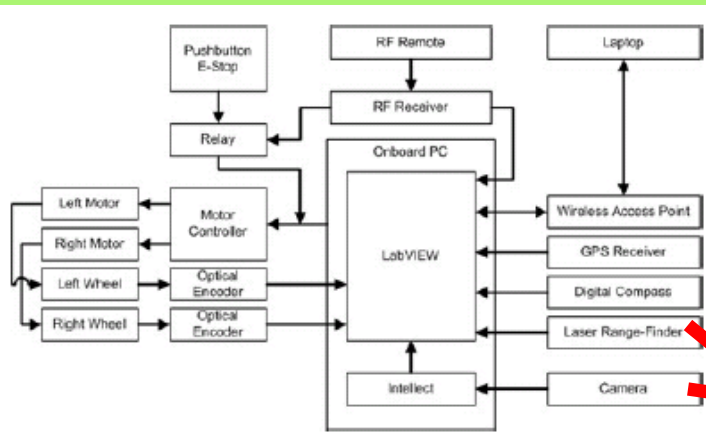 Pushbutton
E-Stop
RF Remote
Laptop
RF Receiver
Relay
Onboard PC
Left Motor
Motor
Controller
Wireless Access Point
Right Motor
LabVIEW
GPS Receiver
Left Wheel
Optical
Encoder
Digital Compass
Right Wheel
Optical
Encoder
Laser Range-Finder
Intellect
Camera